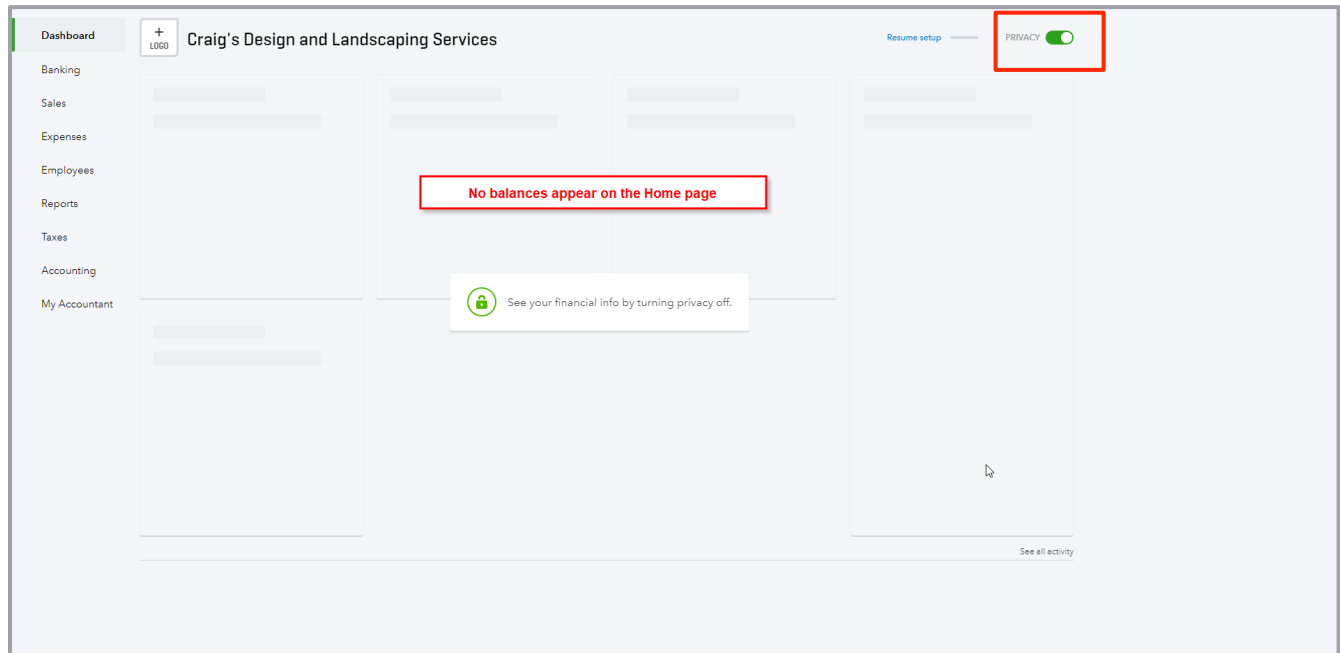 Dashboard
Banking
Sales
Expenses
Employees
Reports
Taxes
Accounting
My Accountant
+
LOGO
Craig's Design and Landscaping Services
Resume setup
PRIVACY
No balances appear on the Home page
See your financial info by turning privacy off.
See all activity